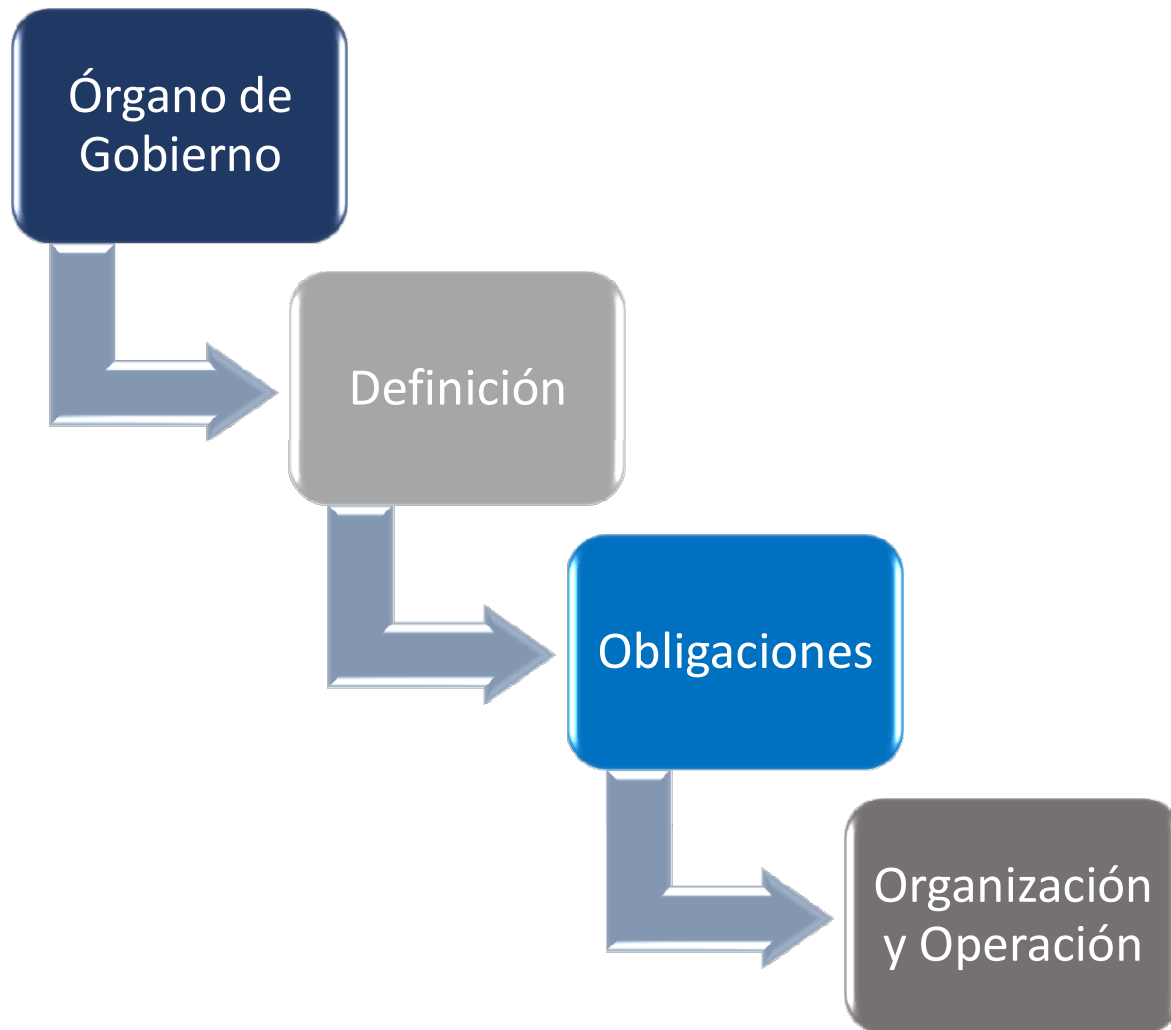 Órgano de
Gobierno
Definición
Obligaciones
Organización
y Operación